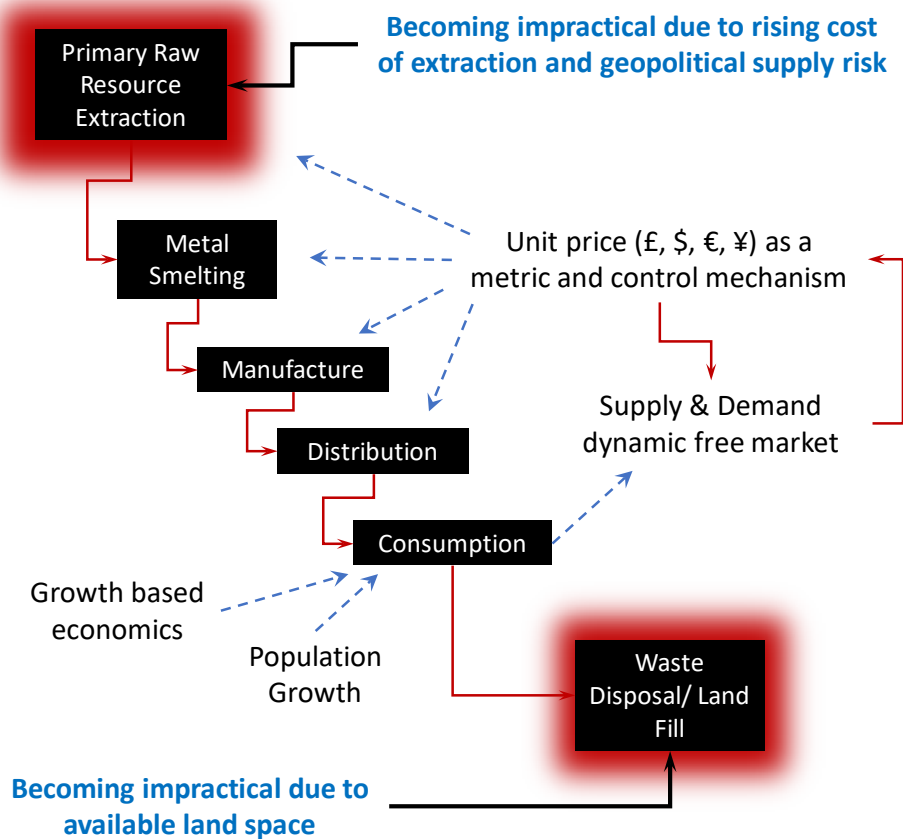 Becoming impractical due to rising cost
of extraction and geopolitical supply risk
Primary Raw
Resource
Extraction
Metal
Smelting
Unit price (£, $, €, ¥) as a
metric and control mechanism
Manufacture
Supply & Demand
dynamic free market
Distribution
Consumption
Growth based
economics
Population
Growth
Waste
Disposal/ Land
Fill
Becoming impractical due to
available land space